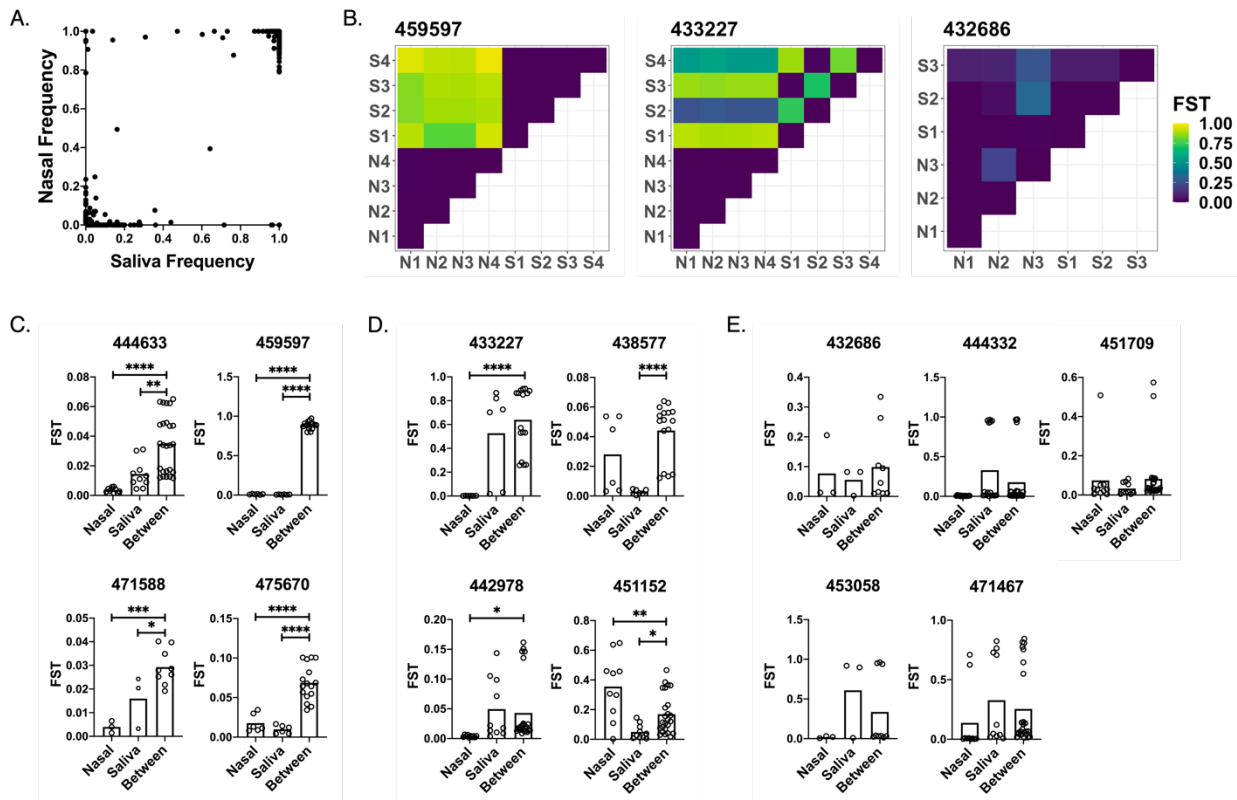 A.
Nasal Frequency
1.0
0.8
0.6
0.4
0.2
0.0
0.0 0.2 0.4 0.6 0.8 1.0
Saliva Frequency
B.
459597
S4
S3
S2
S1
N4
N3
N2
N1
N1 N2 N3 N4 S1 S2 S3 S4
433227
S4
S3
S2
S1
N4
N3
N2
N1
N1 N2 N3 N4 S1 S2 S3 S4
432686
S3
S2
S1
N3
N2
N1
N1 N2 N3 S1 S2 S3
FST
1.00
0.75
0.50
0.25
0.00
C.
444633
**** 
**
FST
0.08
0.06
0.04
0.02
0.00
Nasal Saliva Between
459597
****
****
FST
1.5
1.0
0.5
0.0
Nasal Saliva Between
471588
***
*
FST
0.05
0.04
0.03
0.02
0.01
0.00
Nasal Saliva Between
475670
****
****
FST
0.15
0.10
0.05
0.00
Nasal Saliva Between
D.
433227
****
FST
1.0
0.8
0.6
0.4
0.2
0.0
Nasal Saliva Between
438577
****
FST
0.08
0.06
0.04
0.02
0.00
Nasal Saliva Between
442978
*
FST
0.20
0.15
0.10
0.05
0.00
Nasal Saliva Between
451152
**
*
FST
0.8
0.6
0.4
0.2
0.0
Nasal Saliva Between
E.
432686
FST
0.4
0.3
0.2
0.1
0.0
Nasal Saliva Between
444332
FST
1.5
1.0
0.5
0.0
Nasal Saliva Between
451709
FST
0.6
0.4
0.2
0.0
Nasal Saliva Between
453058
FST
1.5
1.0
0.5
0.0
Nasal Saliva Between
471467
FST
1.0
0.5
0.0
Nasal Saliva Between